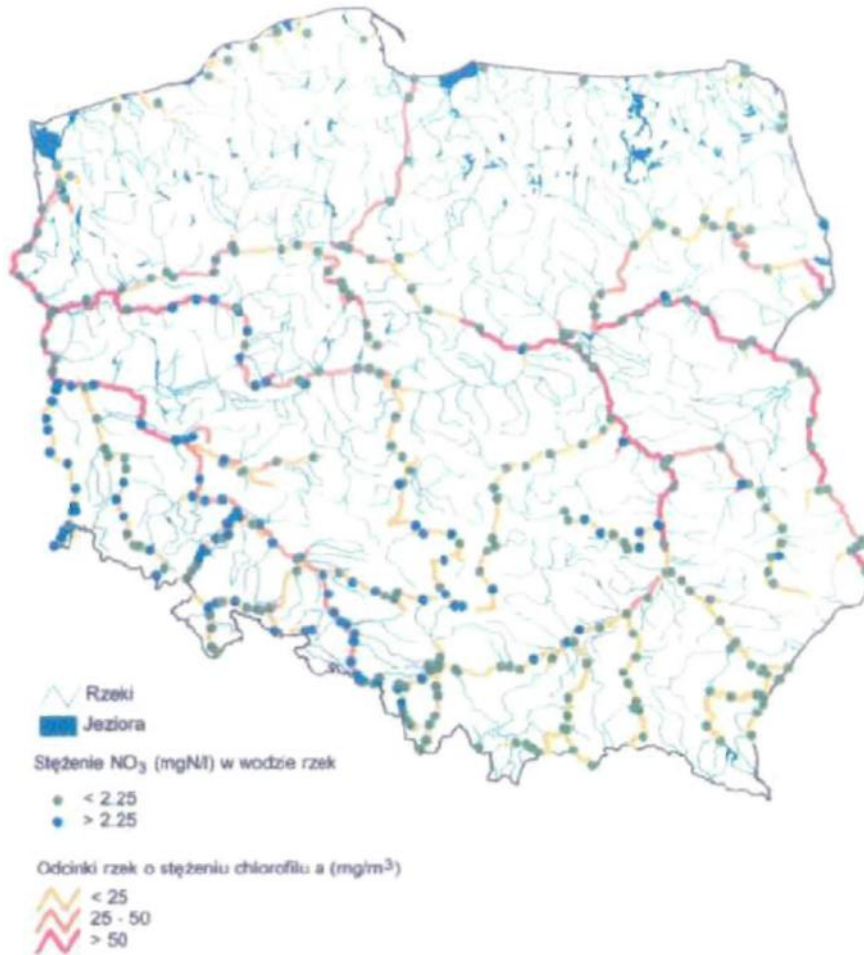 Rzeki
Jeziora
Stężenie NO₃ (mgN/l) w wodzie rzek
< 2.25
> 2.25
Odcinki rzek o stężeniu chlorofilu a (mg/m³)
< 25
25 - 50
> 50